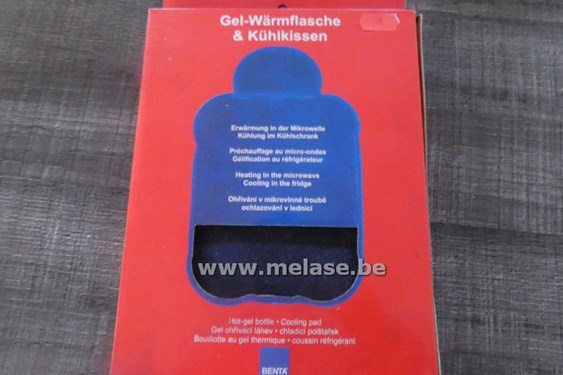 Gel-Wärmflasche
& Kühlkissen
Erwärmung in der Mikrowelle
Kühlung im Kühlschrank
Préchauffage au micro-ondes
Gélification au réfrigérateur
Heating in the microwave
Cooling in the fridge
Ohřívání v mikrovlnné troubě
ochlazování v lednici
www.melase.be
Hot-gel bottle • Cooling pad
Gel ohřívací láhev • chladicí polštářek
Bouillotte au gel thermique • coussin réfrigérant
BENTA